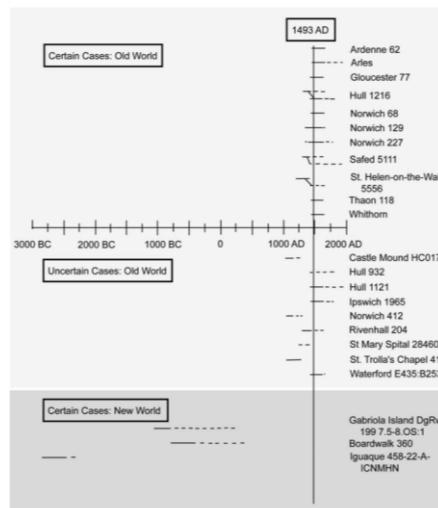 1493 AD
Certain Cases: Old World
Ardenne 62
Arles
Gloucester 77
Hull 1216
Norwich 68
Norwich 129
Norwich 227
Safed 5111
St. Helen-on-the-Wal
5556
Thaon 118
Whithorn
3000 BC 2000 BC 1000 BC 0 1000 AD 2000 AD
Uncertain Cases: Old World
Castle Mound HC017
Hull 932
Hull 1121
Ipswich 1965
Norwich 412
Rivenhall 204
St Mary Spital 28460
St. Trolla's Chapel 41
Waterford E435:B253
Certain Cases: New World
Gabriola Island DgRw
199 7.5-8.OS:1
Boardwalk 360
Iguaque 458-22-A-
ICNMHN